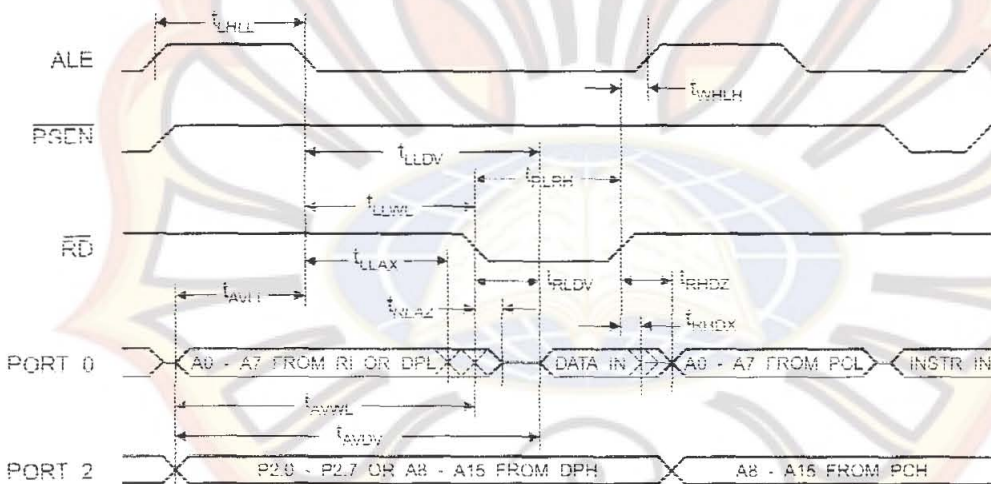 tLHLL
ALE
tWHLH
PSEN
tLLDV
tRLRH
tLLWL
RD
tLLAX
tRLDV
tRHDZ
tAVLL
tRLAZ
tRHDX
PORT 0
A0 - A7 FROM RI OR DPL
DATA IN
A0 - A7 FROM PCL
INSTR IN
tAVWL
tAVDV
PORT 2
P2.0 - P2.7 OR A8 - A15 FROM DPH
A8 - A15 FROM PCH